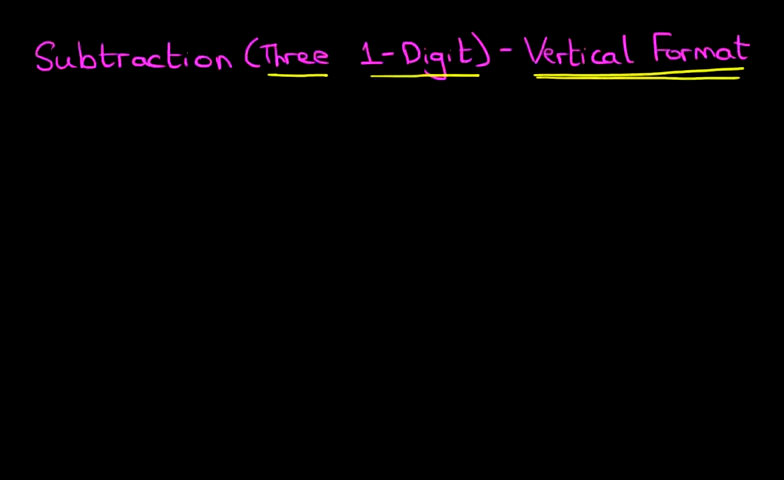 Subtraction (Three 1-Digit) - Vertical Format